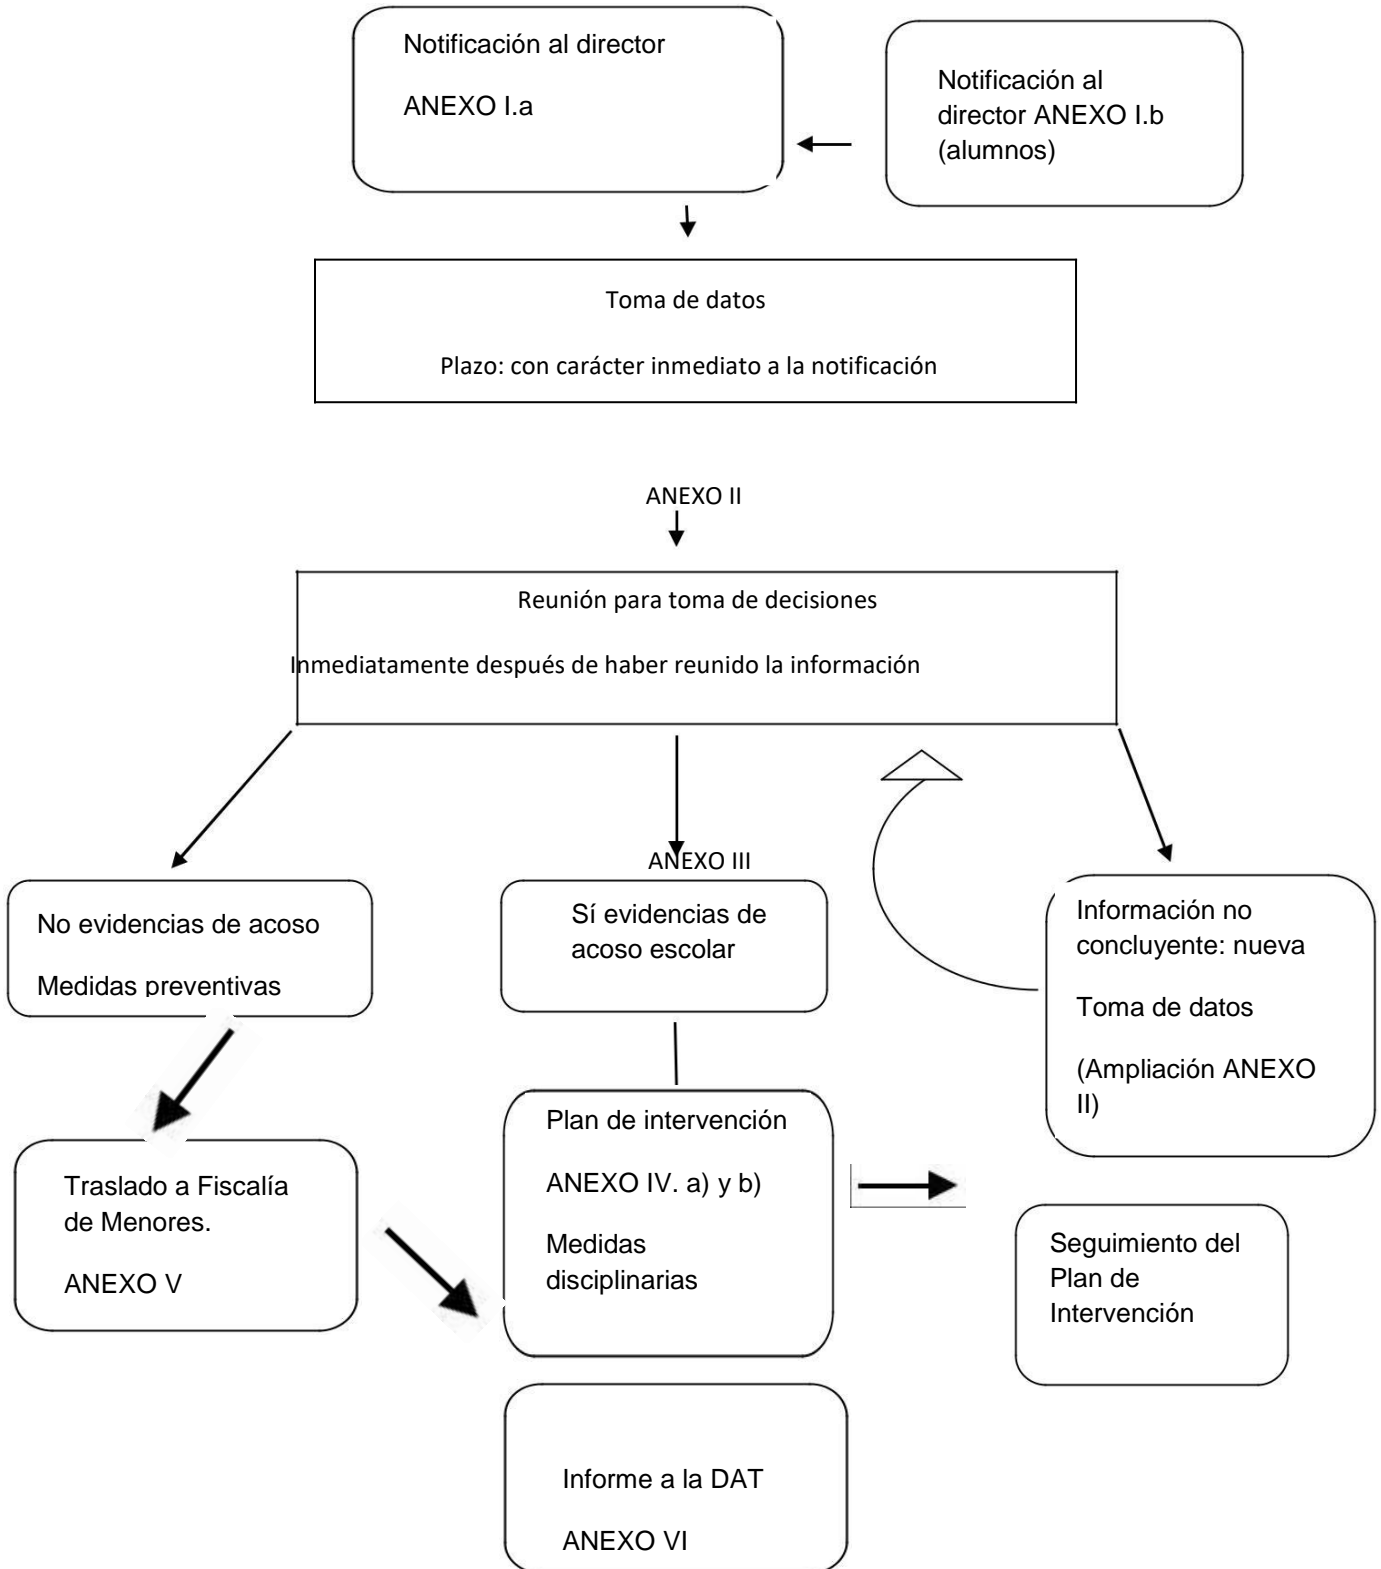 Notificación al director
ANEXO I.a
Notificación al
director ANEXO I.b
(alumnos)
Toma de datos
Plazo: con carácter inmediato a la notificación
ANEXO II
Reunión para toma de decisiones
Inmediatamente después de haber reunido la información
ANEXO III
No evidencias de acoso
Medidas preventivas
Sí evidencias de
acoso escolar
Información no
concluyente: nueva
Toma de datos
(Ampliación ANEXO
II)
Traslado a Fiscalía
de Menores.
ANEXO V
Plan de intervención
ANEXO IV. a) y b)
Medidas
disciplinarias
Seguimiento del
Plan de
Intervención
Informe a la DAT
ANEXO VI